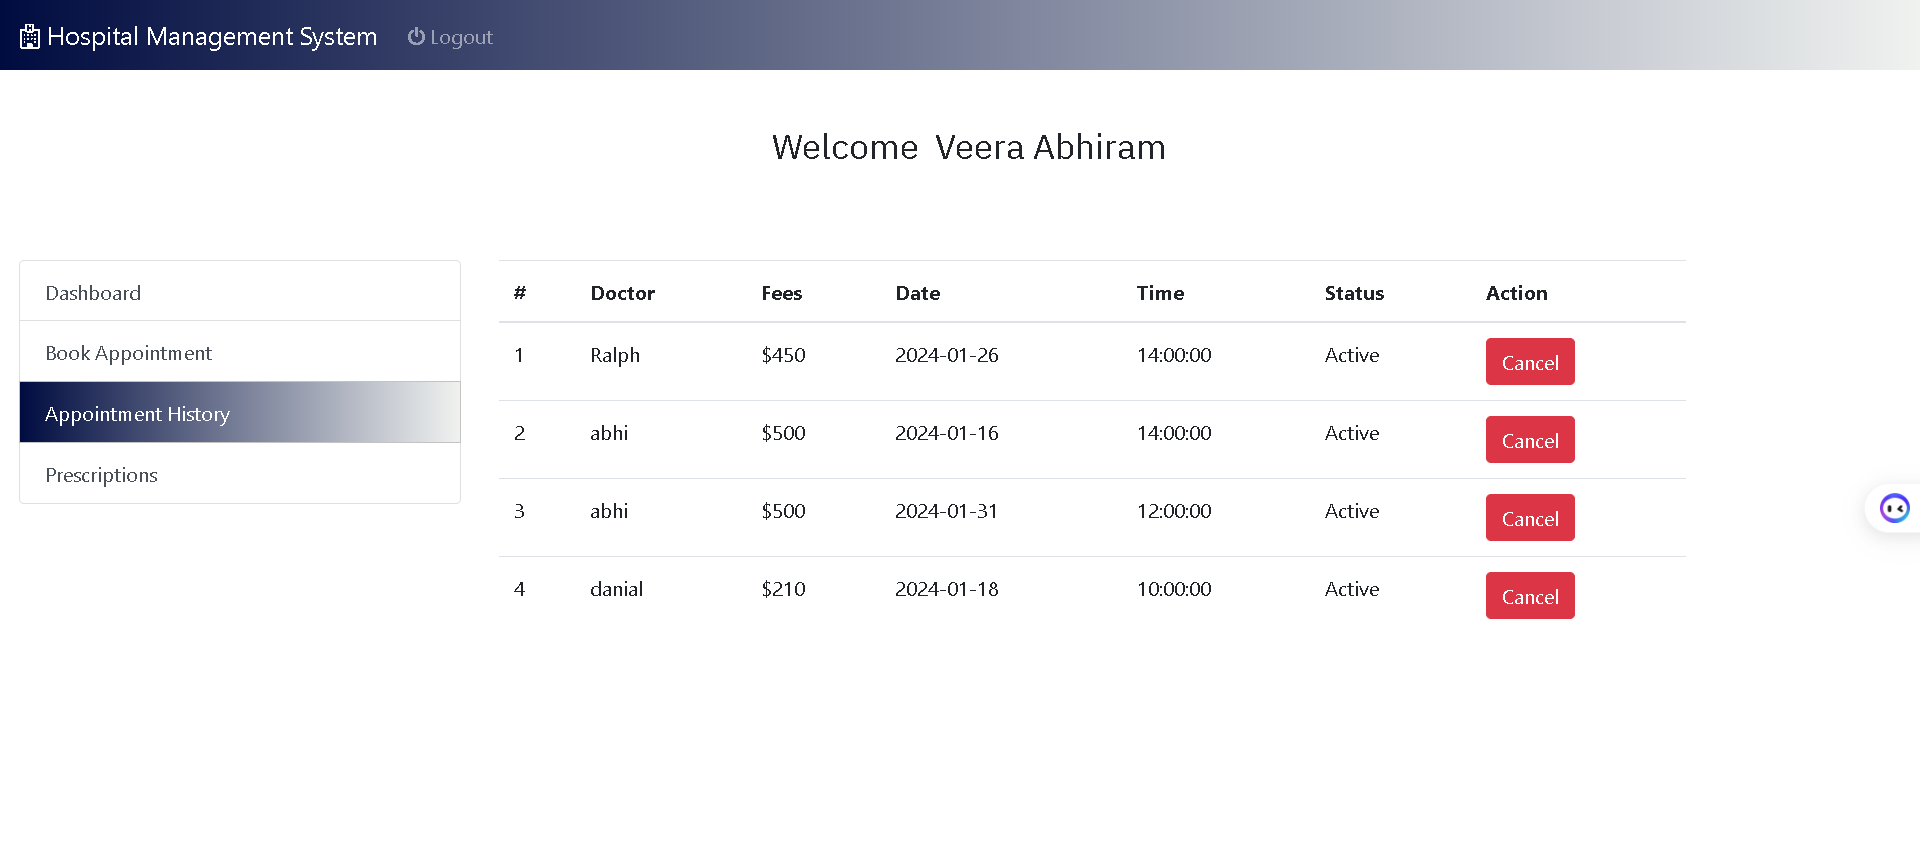 Hospital Management System Logout
Welcome Veera Abhiram
Dashboard
Book Appointment
Appointment History
Prescriptions
# Doctor Fees Date Time Status Action
1 Ralph $450 2024-01-26 14:00:00 Active Cancel
2 abhi $500 2024-01-16 14:00:00 Active Cancel
3 abhi $500 2024-01-31 12:00:00 Active Cancel
4 danial $210 2024-01-18 10:00:00 Active Cancel